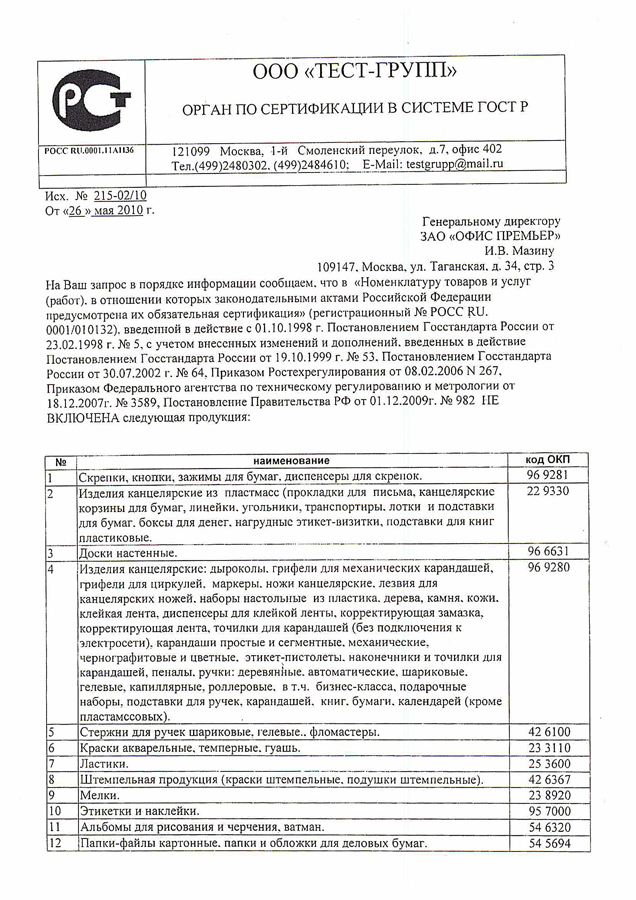 ООО «ТЕСТ-ГРУПП»
ОРГАН ПО СЕРТИФИКАЦИИ В СИСТЕМЕ ГОСТ Р
РСТ
РОСС RU.0001.11АЯ36
121099 Москва, 1-й Смоленский переулок, д.7, офис 402
Тел.(499)2480302, (499)2484610; E-Mail: testgrupp@mail.ru
Исх. № 215-02/10
От «26 » мая 2010 г.
Генеральному директору
ЗАО «ОФИС ПРЕМЬЕР»
И.В. Мазину
109147, Москва, ул. Таганская, д. 34, стр. 3
На Ваш запрос в порядке информации сообщаем, что в «Номенклатуру товаров и услуг
(работ), в отношении которых законодательными актами Российской Федерации
предусмотрена их обязательная сертификация» (регистрационный № РОСС RU.
0001/010132), введенной в действие с 01.10.1998 г. Постановлением Госстандарта России от
23.02.1998 г. № 5, с учетом внесенных изменений и дополнений, введенных в действие
Постановлением Госстандарта России от 19.10.1999 г. № 53, Постановлением Госстандарта
России от 30.07.2002 г. № 64, Приказом Ростехрегулирования от 08.02.2006 N 267,
Приказом Федерального агентства по техническому регулированию и метрологии от
18.12.2007г. № 3589, Постановление Правительства РФ от 01.12.2009г. № 982 НЕ
ВКЛЮЧЕНА следующая продукция:
№ наименование код ОКП
1 Скрепки, кнопки, зажимы для бумаг, диспенсеры для скрепок. 96 9281
2 Изделия канцелярские из пластмасс (прокладки для письма, канцелярские 22 9330
корзины для бумаг, линейки, угольники, транспортиры, лотки и подставки
для бумаг, боксы для денег, нагрудные этикет-визитки, подставки для книг
пластиковые.
3 Доски настенные. 96 6631
4 Изделия канцелярские: дыроколы, грифели для механических карандашей, 96 9280
грифели для циркулей, маркеры, ножи канцелярские, лезвия для
канцелярских ножей, наборы настольные из пластика, дерева, камня, кожи,
клейкая лента, диспенсеры для клейкой ленты, корректирующая замазка,
корректирующая лента, точилки для карандашей (без подключения к
электросети), карандаши простые и сегментные, механические,
чернографитовые и цветные, этикет-пистолеты, наконечники и точилки для
карандашей, пеналы, ручки: деревянные, автоматические, шариковые,
гелевые, капиллярные, роллеровые, в т.ч. бизнес-класса, подарочные
наборы, подставки для ручек, карандашей, книг, бумаги, календарей (кроме
пластамссовых).
5 Стержни для ручек шариковые, гелевые., фломастеры. 42 6100
6 Краски акварельные, темперные, гуашь. 23 3110
7 Ластики. 25 3600
8 Штемпельная продукция (краски штемпельные, подушки штемпельные). 42 6367
9 Мелки. 23 8920
10 Этикетки и наклейки. 95 7000
11 Альбомы для рисования и черчения, ватман. 54 6320
12 Папки-файлы картонные, папки и обложки для деловых бумаг. 54 5694